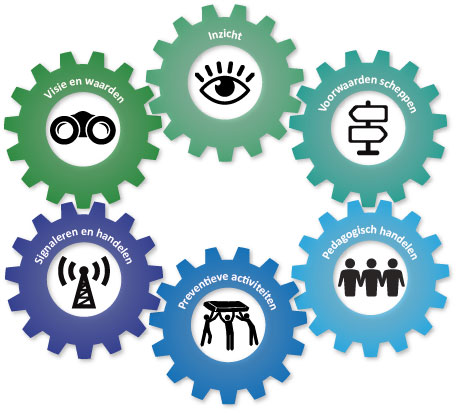 Inzicht
Visie en waarden
Voorwaarden scheppen
Signaleren en handelen
Pedagogisch handelen
Preventieve activiteiten